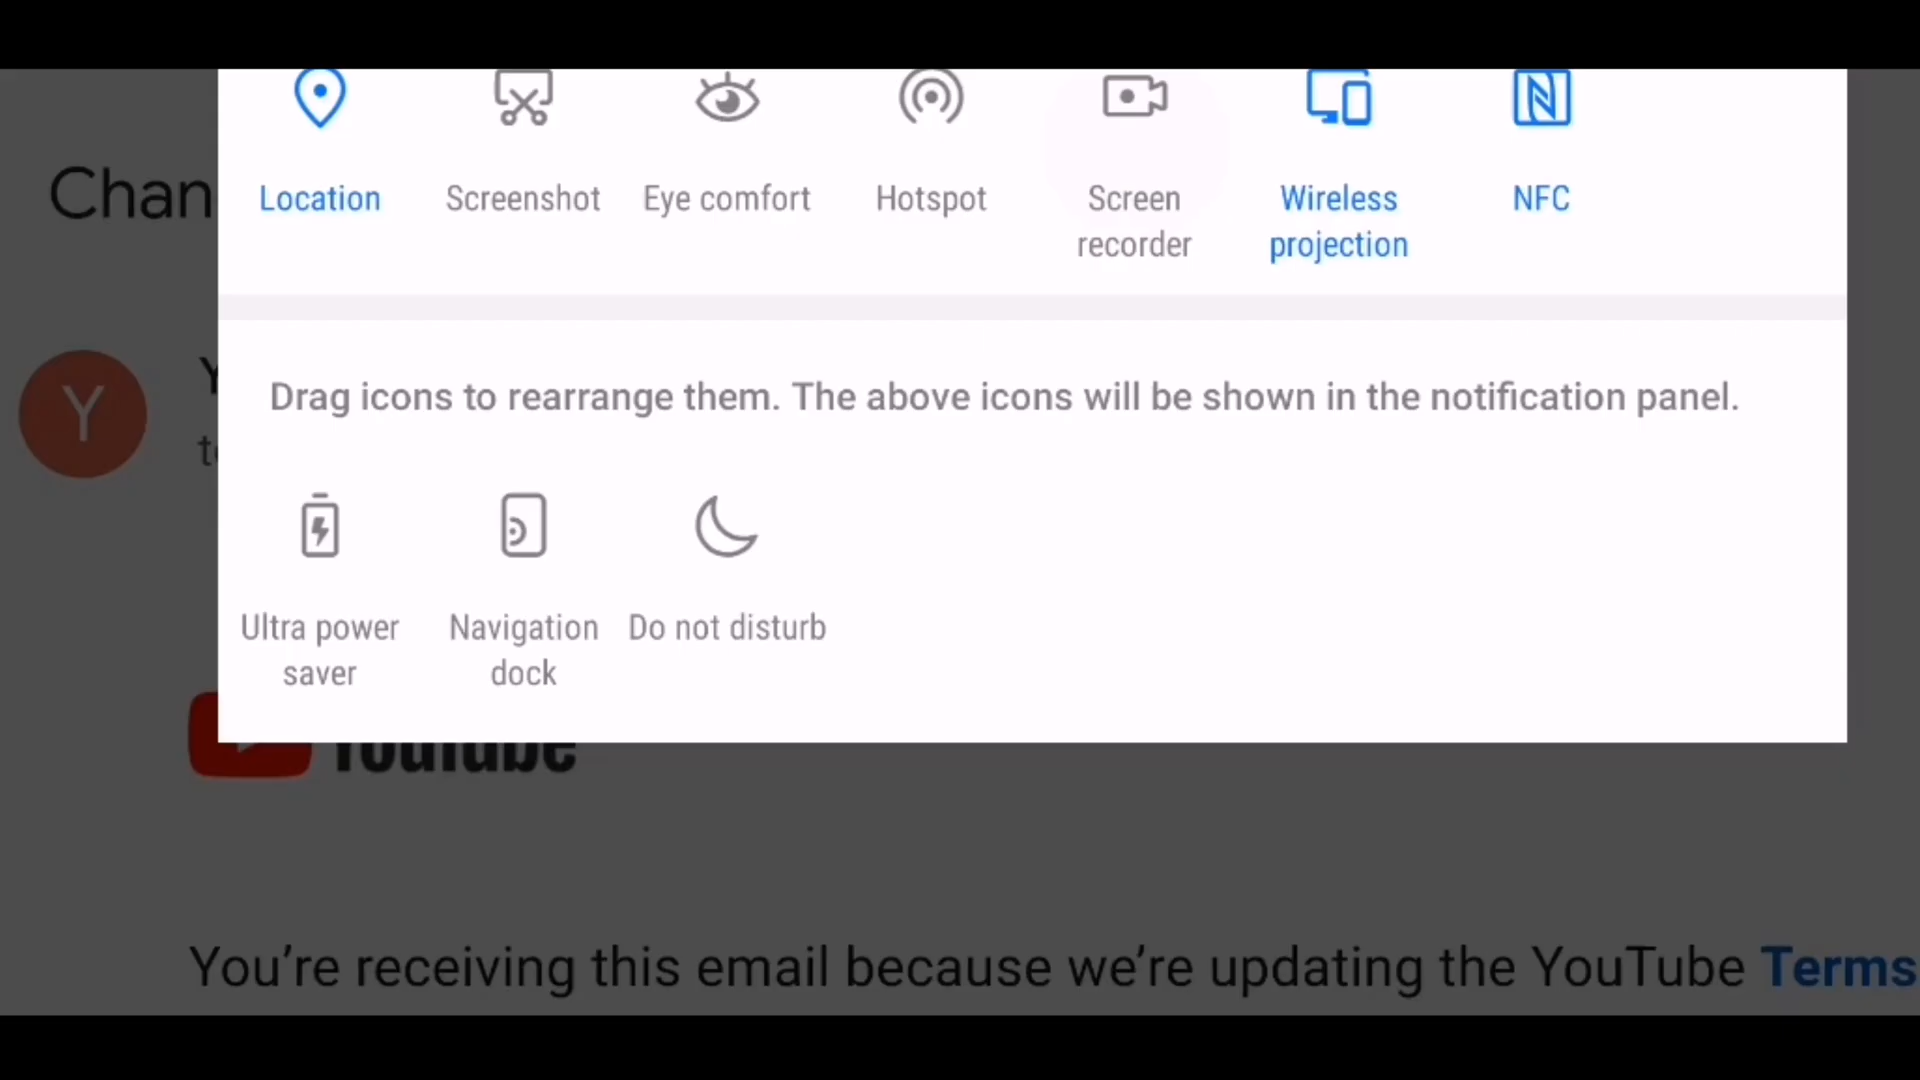 Chan
Location
Screenshot
Eye comfort
Hotspot
Screen
recorder
Wireless
projection
NFC
Drag icons to rearrange them. The above icons will be shown in the notification panel.
Y
Y
Ultra power
saver
Navigation
dock
Do not disturb
YouTube
You’re receiving this email because we’re updating the YouTube Terms